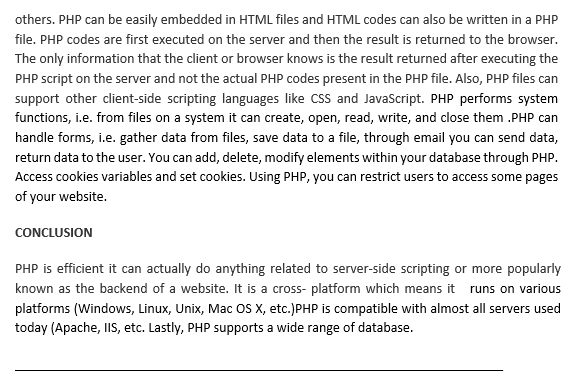 others. PHP can be easily embedded in HTML files and HTML codes can also be written in a PHP
file. PHP codes are first executed on the server and then the result is returned to the browser.
The only information that the client or browser knows is the result returned after executing the
PHP script on the server and not the actual PHP codes present in the PHP file. Also, PHP files can
support other client-side scripting languages like CSS and JavaScript. PHP performs system
functions, i.e. from files on a system it can create, open, read, write, and close them .PHP can
handle forms, i.e. gather data from files, save data to a file, through email you can send data,
return data to the user. You can add, delete, modify elements within your database through PHP.
Access cookies variables and set cookies. Using PHP, you can restrict users to access some pages
of your website.
CONCLUSION
PHP is efficient it can actually do anything related to server-side scripting or more popularly
known as the backend of a website. It is a cross- platform which means it runs on various
platforms (Windows, Linux, Unix, Mac OS X, etc.)PHP is compatible with almost all servers used
today (Apache, IIS, etc. Lastly, PHP supports a wide range of database.